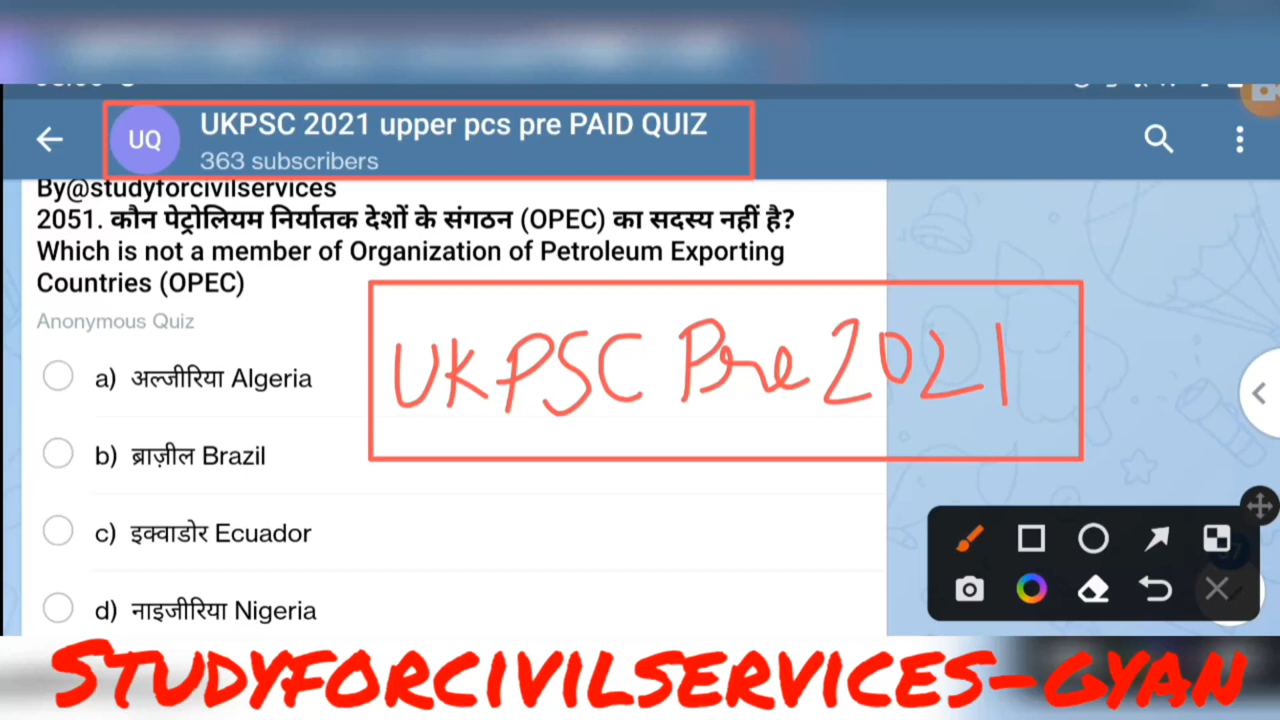 UKPSC 2021 upper pcs pre PAID QUIZ
UQ
363 subscribers
By@studyforcivilservices
2051. कौन पेट्रोलियम निर्यातक देशों के संगठन (OPEC) का सदस्य नहीं है?
Which is not a member of Organization of Petroleum Exporting
Countries (OPEC)
Anonymous Quiz
UKPSC Pre 2021
a) अल्जीरिया Algeria
b) ब्राज़ील Brazil
c) इक्वाडोर Ecuador
d) नाइजीरिया Nigeria
STUDYFORCIVILSERVICES-GYAN